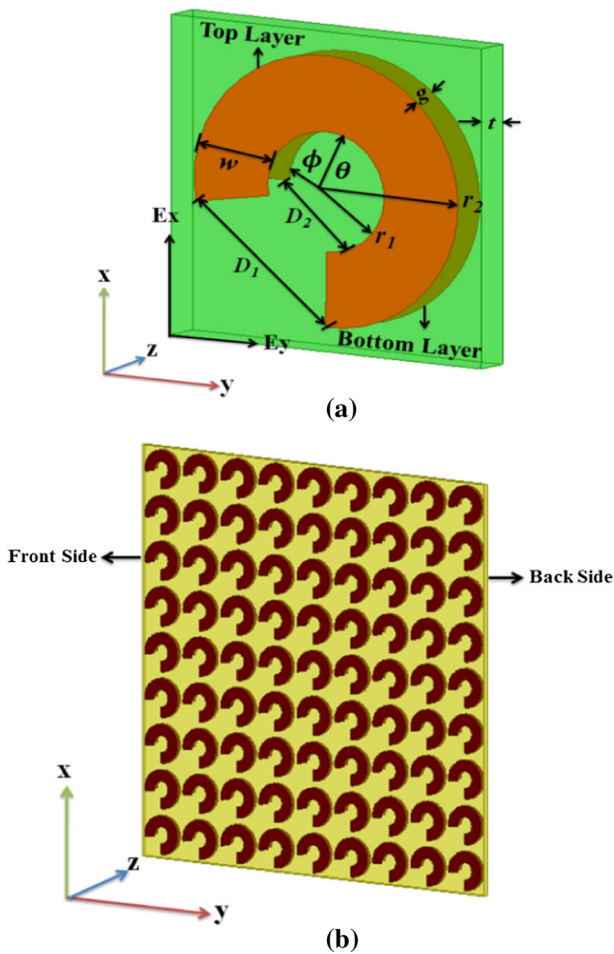 Top Layer
g
t
w
ϕ
θ
D₂
r₁
r₂
Ex
D₁
x
z
Ey
Bottom Layer
y
(a)
Front Side
Back Side
x
z
y
(b)